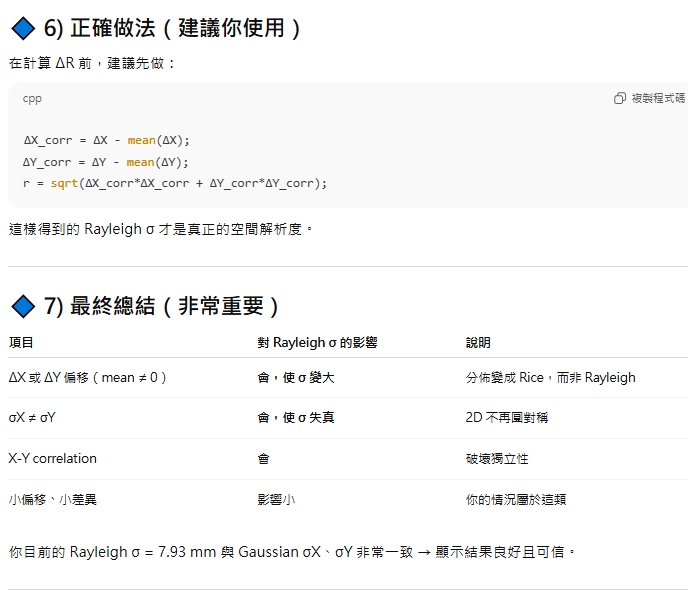 6) 正確做法（建議你使用）
在計算 ΔR 前，建議先做：
cpp
複製程式碼
ΔX_corr = ΔX - mean(ΔX);
ΔY_corr = ΔY - mean(ΔY);
r = sqrt(ΔX_corr*ΔX_corr + ΔY_corr*ΔY_corr);
這樣得到的 Rayleigh σ 才是真正的空間解析度。
7) 最終總結（非常重要）
項目 對 Rayleigh σ 的影響 說明
ΔX 或 ΔY 偏移（mean ≠ 0） 會，使 σ 變大 分佈變成 Rice，而非 Rayleigh
σX ≠ σY 會，使 σ 失真 2D 不再圓對稱
X-Y correlation 會 破壞獨立性
小偏移、小差異 影響小 你的情況屬於這類
你目前的 Rayleigh σ = 7.93 mm 與 Gaussian σX、σY 非常一致 → 顯示結果良好且可信。